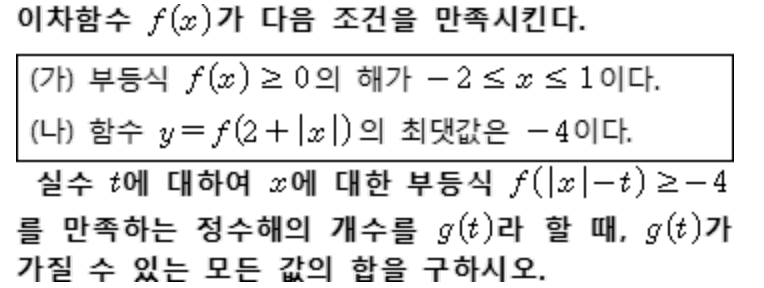 이차함수 f(x)가 다음 조건을 만족시킨다.
(가) 부등식 f(x) ≥ 0의 해가 −2 ≤ x ≤ 1이다.
(나) 함수 y = f(2+|x|)의 최댓값은 −4이다.
실수 t에 대하여 x에 대한 부등식 f(|x|−t) ≥ −4
를 만족하는 정수해의 개수를 g(t)라 할 때, g(t)가
가질 수 있는 모든 값의 합을 구하시오.